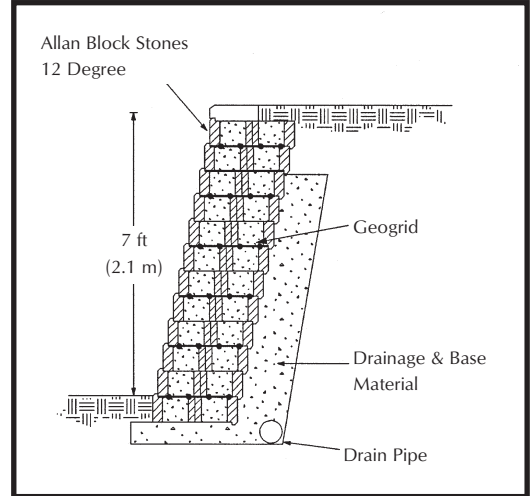 Allan Block Stones
12 Degree
7 ft
(2.1 m)
Geogrid
Drainage & Base
Material
Drain Pipe